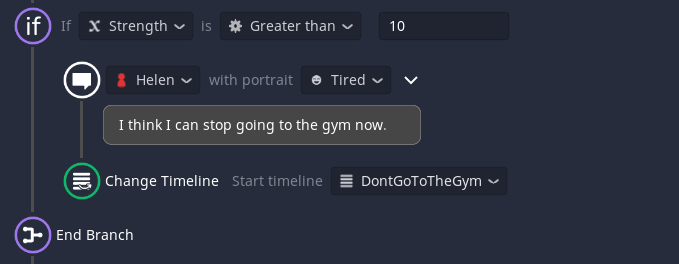 if If Strength is Greater than 10
Helen with portrait Tired
I think I can stop going to the gym now.
Change Timeline Start timeline DontGoToTheGym
End Branch